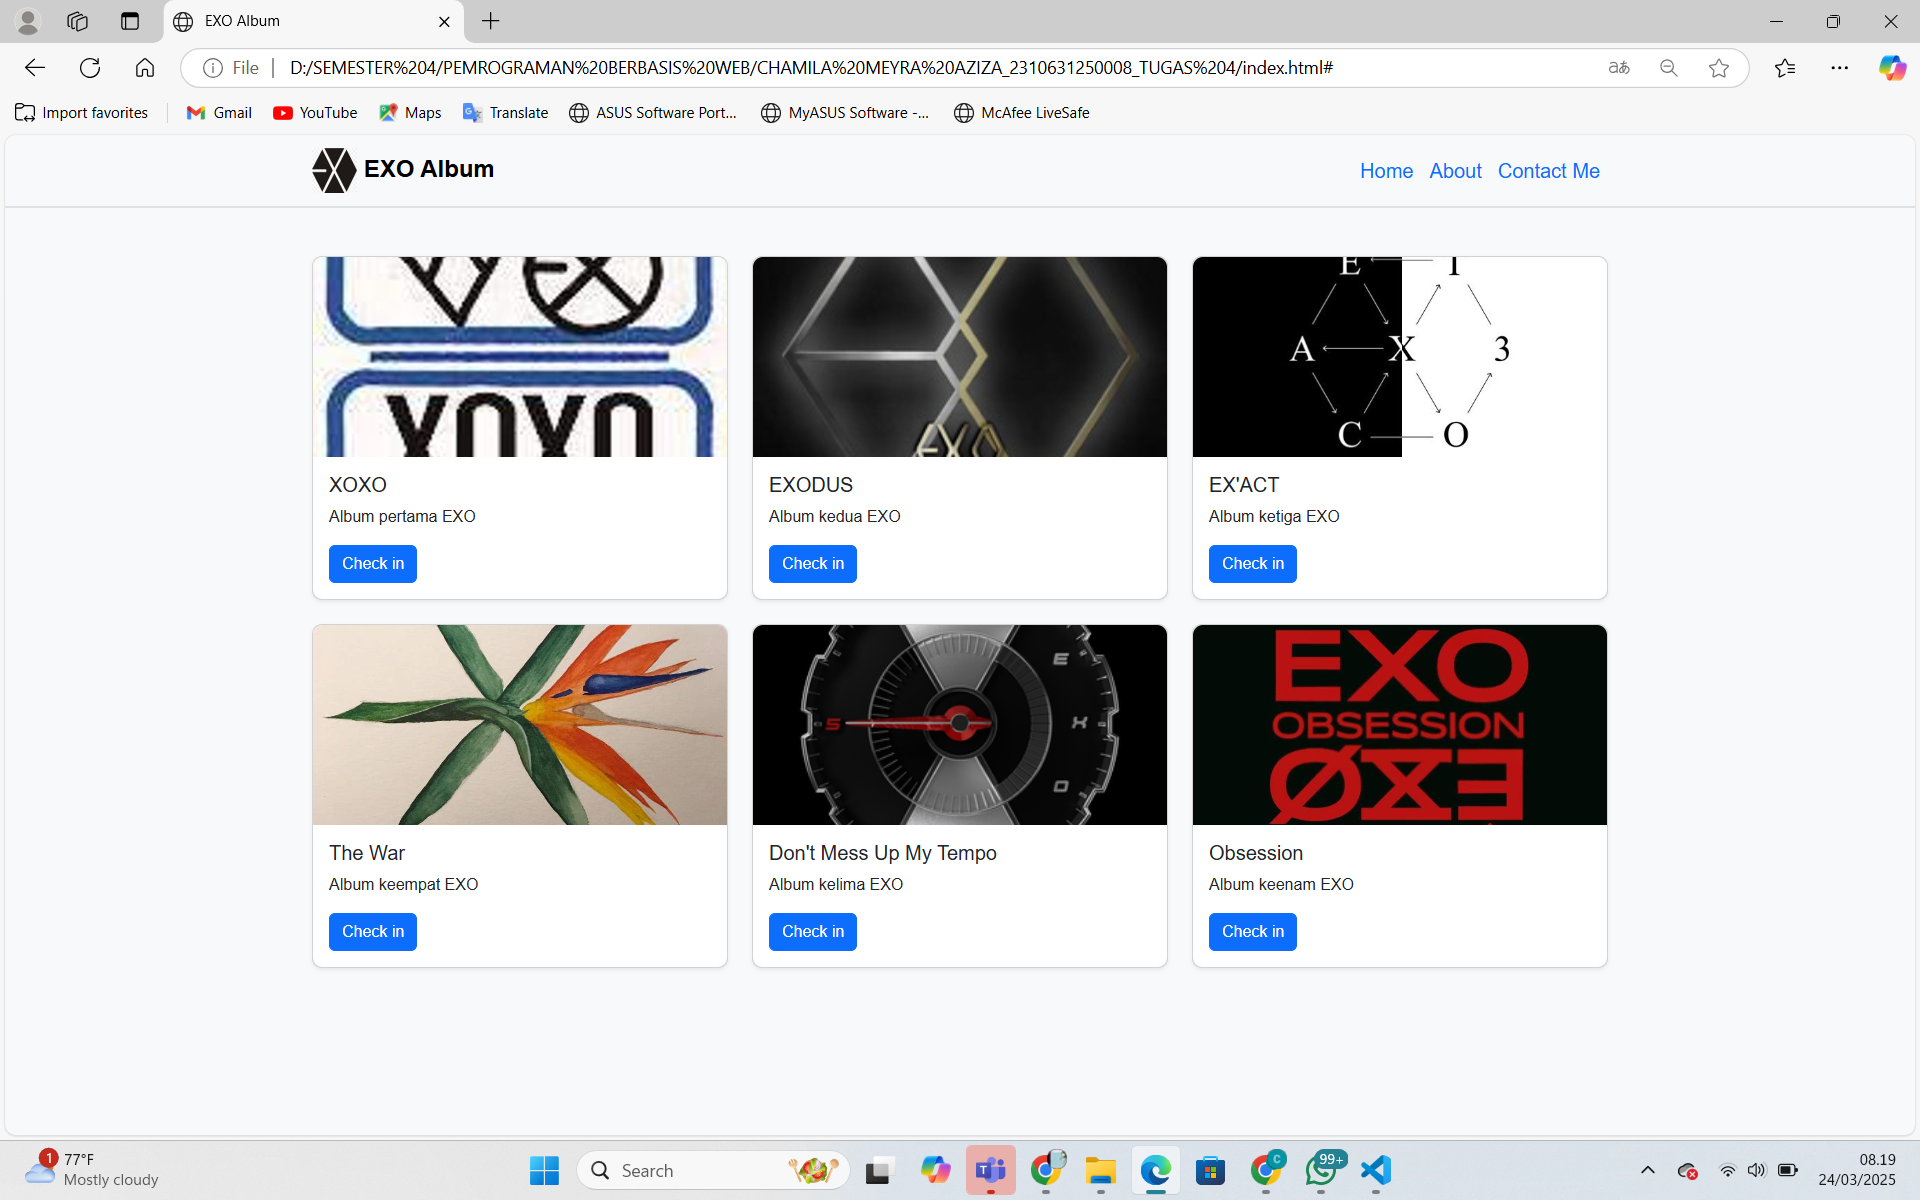 EXO Album
File
D:/SEMESTER%204/PEMROGRAMAN%20BERBASIS%20WEB/CHAMILA%20MEYRA%20AZIZA_2310631250008_TUGAS%204/index.html#
aあ
Import favorites
Gmail
YouTube
Maps
Translate
ASUS Software Port...
MyASUS Software -...
McAfee LiveSafe
EXO Album
Home About Contact Me
XOXO
XOXO
Album pertama EXO
Check in
EXO
EXODUS
Album kedua EXO
Check in
E T
A X 3
C O
EX'ACT
Album ketiga EXO
Check in
The War
Album keempat EXO
Check in
E
S X
O
Don't Mess Up My Tempo
Album kelima EXO
Check in
EXO
OBSESSION
Obsession
Album keenam EXO
Check in
1
77°F
Mostly cloudy
Search
C
99+
08.19
24/03/2025